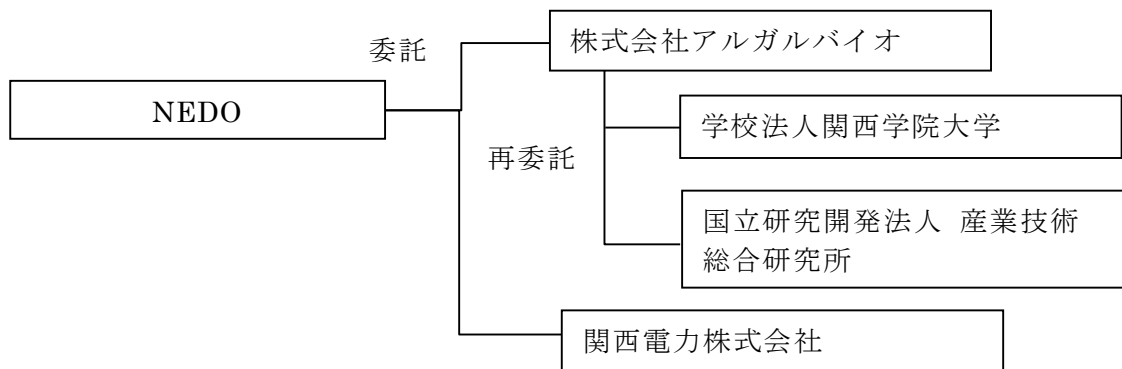 委託
株式会社アルガルバイオ
NEDO
学校法人関西学院大学
再委託
国立研究開発法人 産業技術
総合研究所
関西電力株式会社